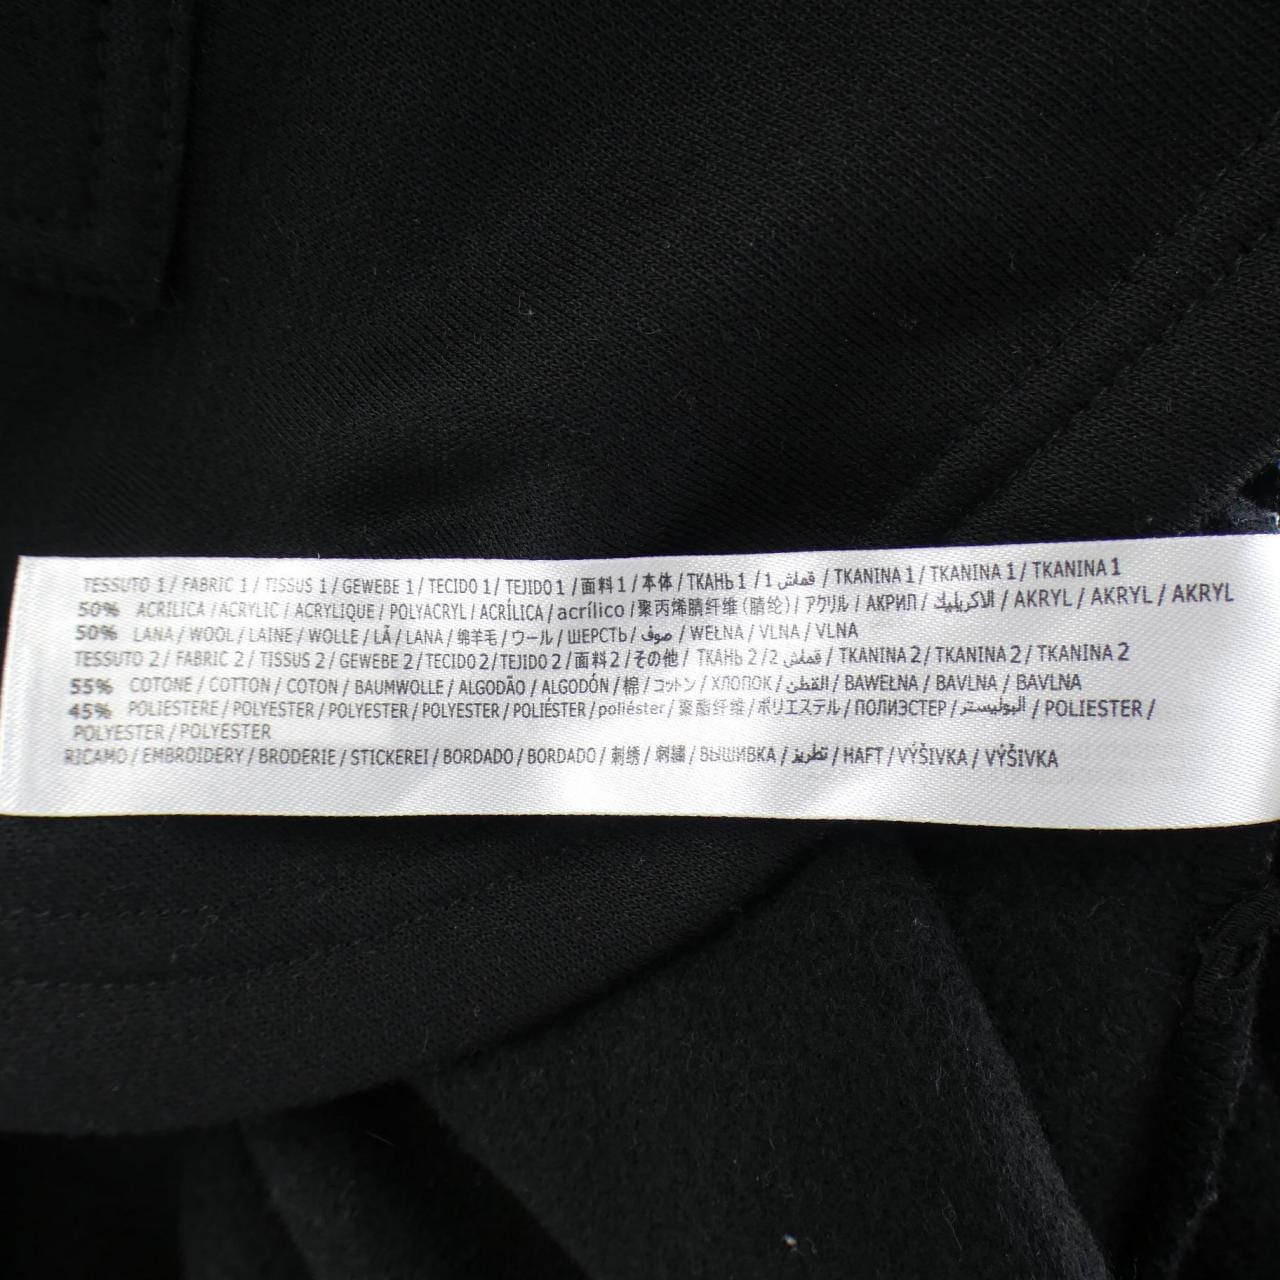 TESSUTO 1 / FABRIC 1 / TISSUS 1 / GEWEBE 1 / TECIDO 1 / TEJIDO 1 / 面料 1 / 本体 / ТКАНЬ 1 / قماش 1 / TKANINA 1 / TKANINA 1 / TKANINA 1
50% ACRILICA / ACRYLIC / ACRYLIQUE / POLYACRYL / ACRÍLICA / acrílico / 聚丙烯腈纤维 (腈纶) / アクリル / АКРИЛ / الاكريليك / AKRYL / AKRYL / AKRYL
50% LANA / WOOL / LAINE / WOLLE / LÃ / LANA / 绵羊毛 / ウール / ШЕРСТЬ / صوف / WEŁNA / VLNA / VLNA
TESSUTO 2 / FABRIC 2 / TISSUS 2 / GEWEBE 2 / TECIDO 2 / TEJIDO 2 / 面料 2 / その他 / ТКАНЬ 2 / قماش 2 / TKANINA 2 / TKANINA 2 / TKANINA 2
55% COTONE / COTTON / COTON / BAUMWOLLE / ALGODÃO / ALGODÓN / 棉 / コットン / ХЛОПОК / القطن / BAWEŁNA / BAVLNA / BAVLNA
45% POLIESTERE / POLYESTER / POLYESTER / POLYESTER / POLIÉSTER / poliéster / 聚酯纤维 / ポリエステル / ПОЛИЭСТЕР / البوليستر / POLIESTER /
POLYESTER / POLYESTER
RICAMO / EMBROIDERY / BRODERIE / STICKEREI / BORDADO / BORDADO / 刺绣 / 刺繍 / ВЫШИВКА / تطريز / HAFT / VÝŠIVKA / VÝŠIVKA